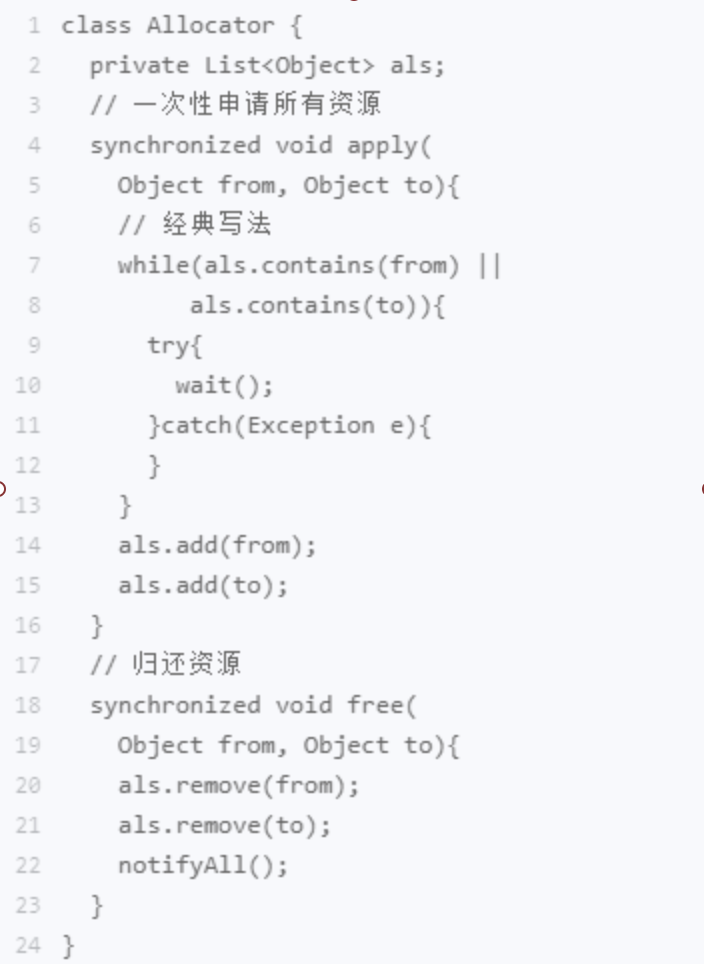 1 class Allocator {
2   private List<Object> als;
3   // 一次性申请所有资源
4   synchronized void apply(
5     Object from, Object to){
6     // 经典写法
7     while(als.contains(from) ||
8          als.contains(to)){
9       try{
10         wait();
11       }catch(Exception e){
12       }
13     }
14     als.add(from);
15     als.add(to);
16   }
17   // 归还资源
18   synchronized void free(
19     Object from, Object to){
20     als.remove(from);
21     als.remove(to);
22     notifyAll();
23   }
24 }